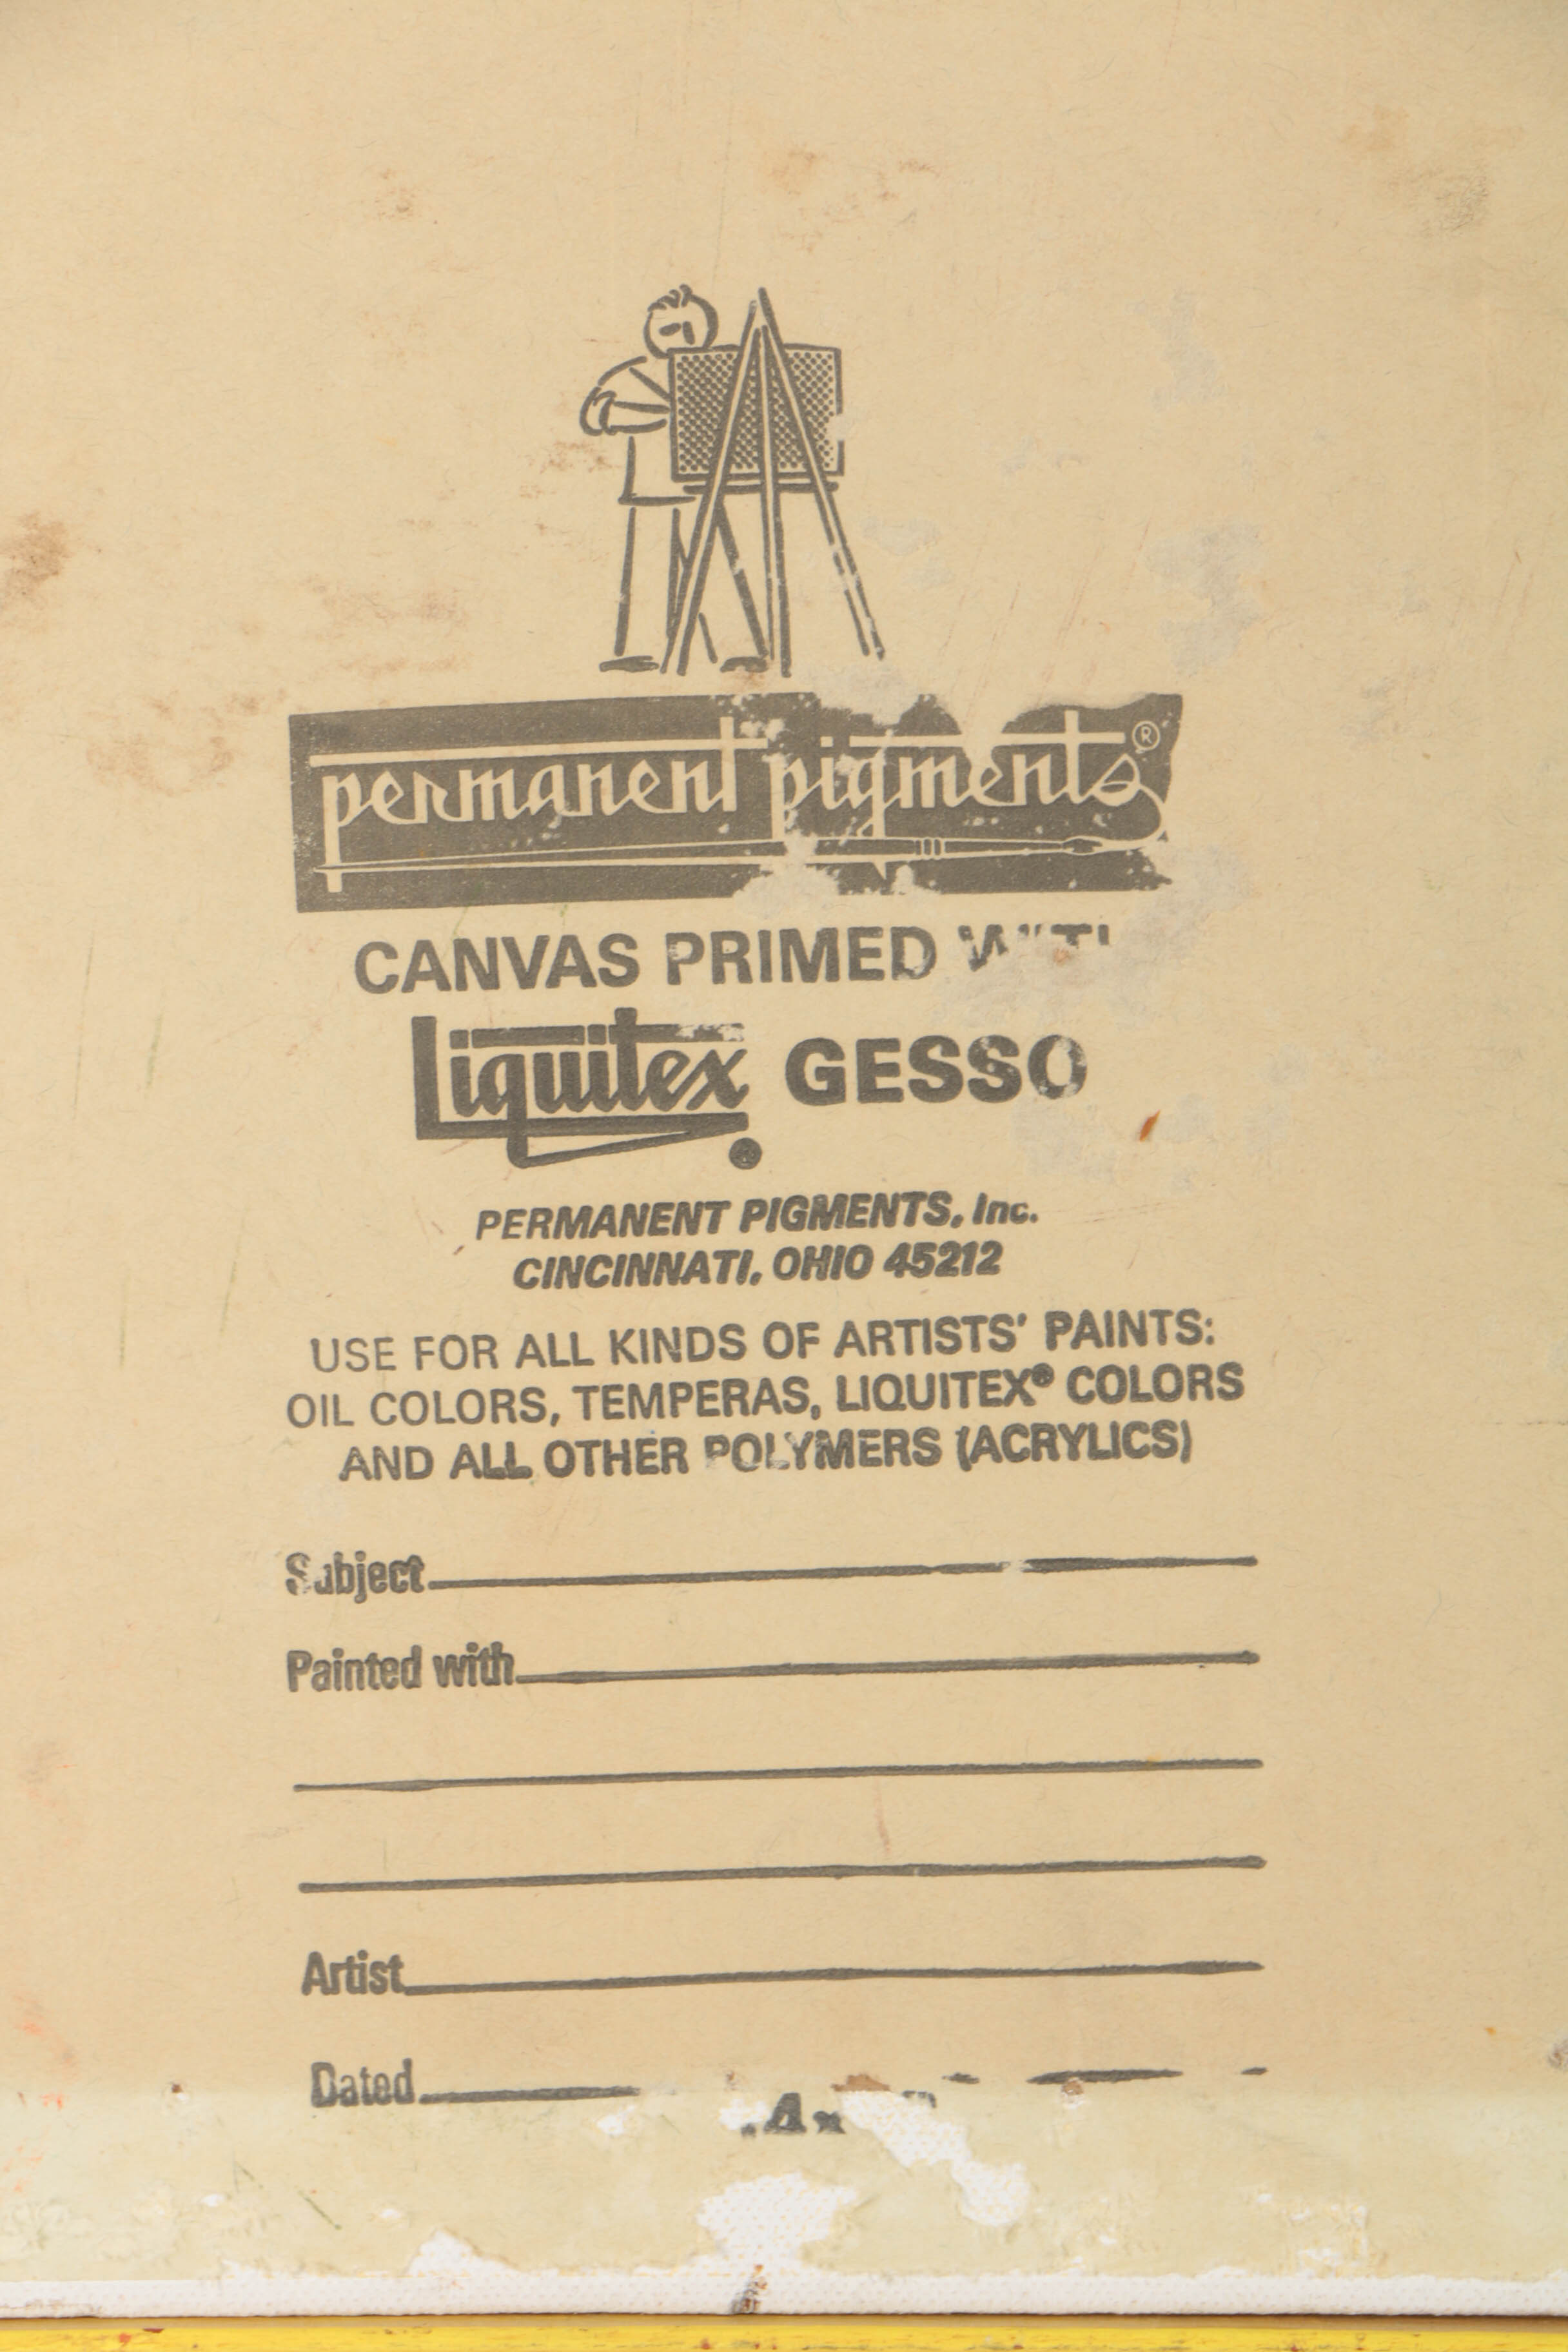 permanent pigments®
CANVAS PRIMED
Liquitex® GESSO
PERMANENT PIGMENTS, Inc.
CINCINNATI, OHIO 45212
USE FOR ALL KINDS OF ARTISTS' PAINTS:
OIL COLORS, TEMPERAS, LIQUITEX® COLORS
AND ALL OTHER POLYMERS (ACRYLICS)
Subject
Painted with
Artist
Dated